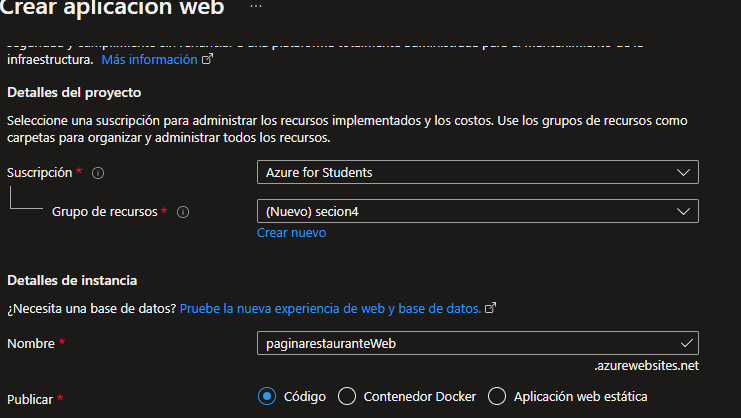 Crear aplicación web ...
infraestructura. Más información
Detalles del proyecto
Seleccione una suscripción para administrar los recursos implementados y los costos. Use los grupos de recursos como
carpetas para organizar y administrar todos los recursos.
Suscripción *
Azure for Students
Grupo de recursos *
(Nuevo) secion4
Crear nuevo
Detalles de instancia
¿Necesita una base de datos? Pruebe la nueva experiencia de web y base de datos.
Nombre *
paginarestauranteWeb
.azurewebsites.net
Publicar *
Código
Contenedor Docker
Aplicación web estática